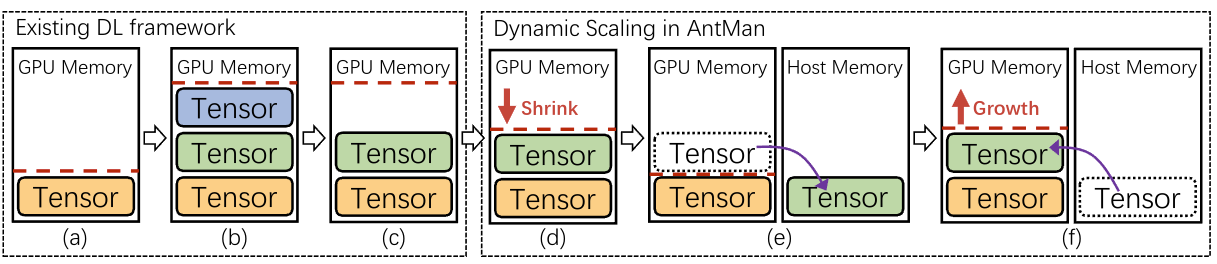 Existing DL framework
Dynamic Scaling in AntMan
GPU Memory
Tensor
(a)
GPU Memory
Tensor
Tensor
Tensor
(b)
GPU Memory
Tensor
Tensor
(c)
GPU Memory
Shrink
Tensor
Tensor
(d)
GPU Memory
Tensor
Tensor
Host Memory
Tensor
(e)
GPU Memory
Growth
Tensor
Tensor
Host Memory
Tensor
(f)